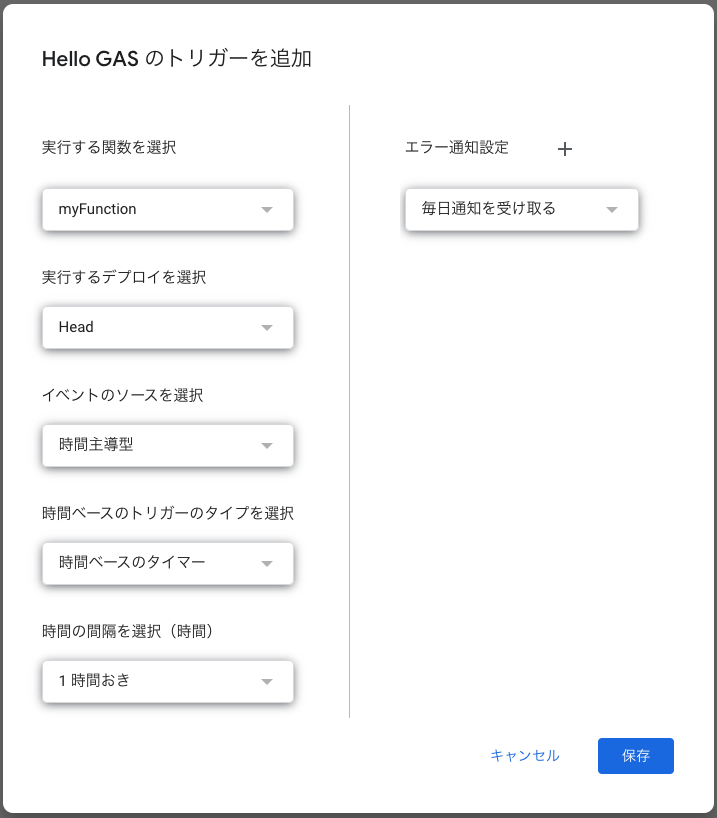 Hello GAS のトリガーを追加
実行する関数を選択
myFunction
実行するデプロイを選択
Head
イベントのソースを選択
時間主導型
時間ベースのトリガーのタイプを選択
時間ベースのタイマー
時間の間隔を選択（時間）
1 時間おき
エラー通知設定
毎日通知を受け取る
キャンセル
保存